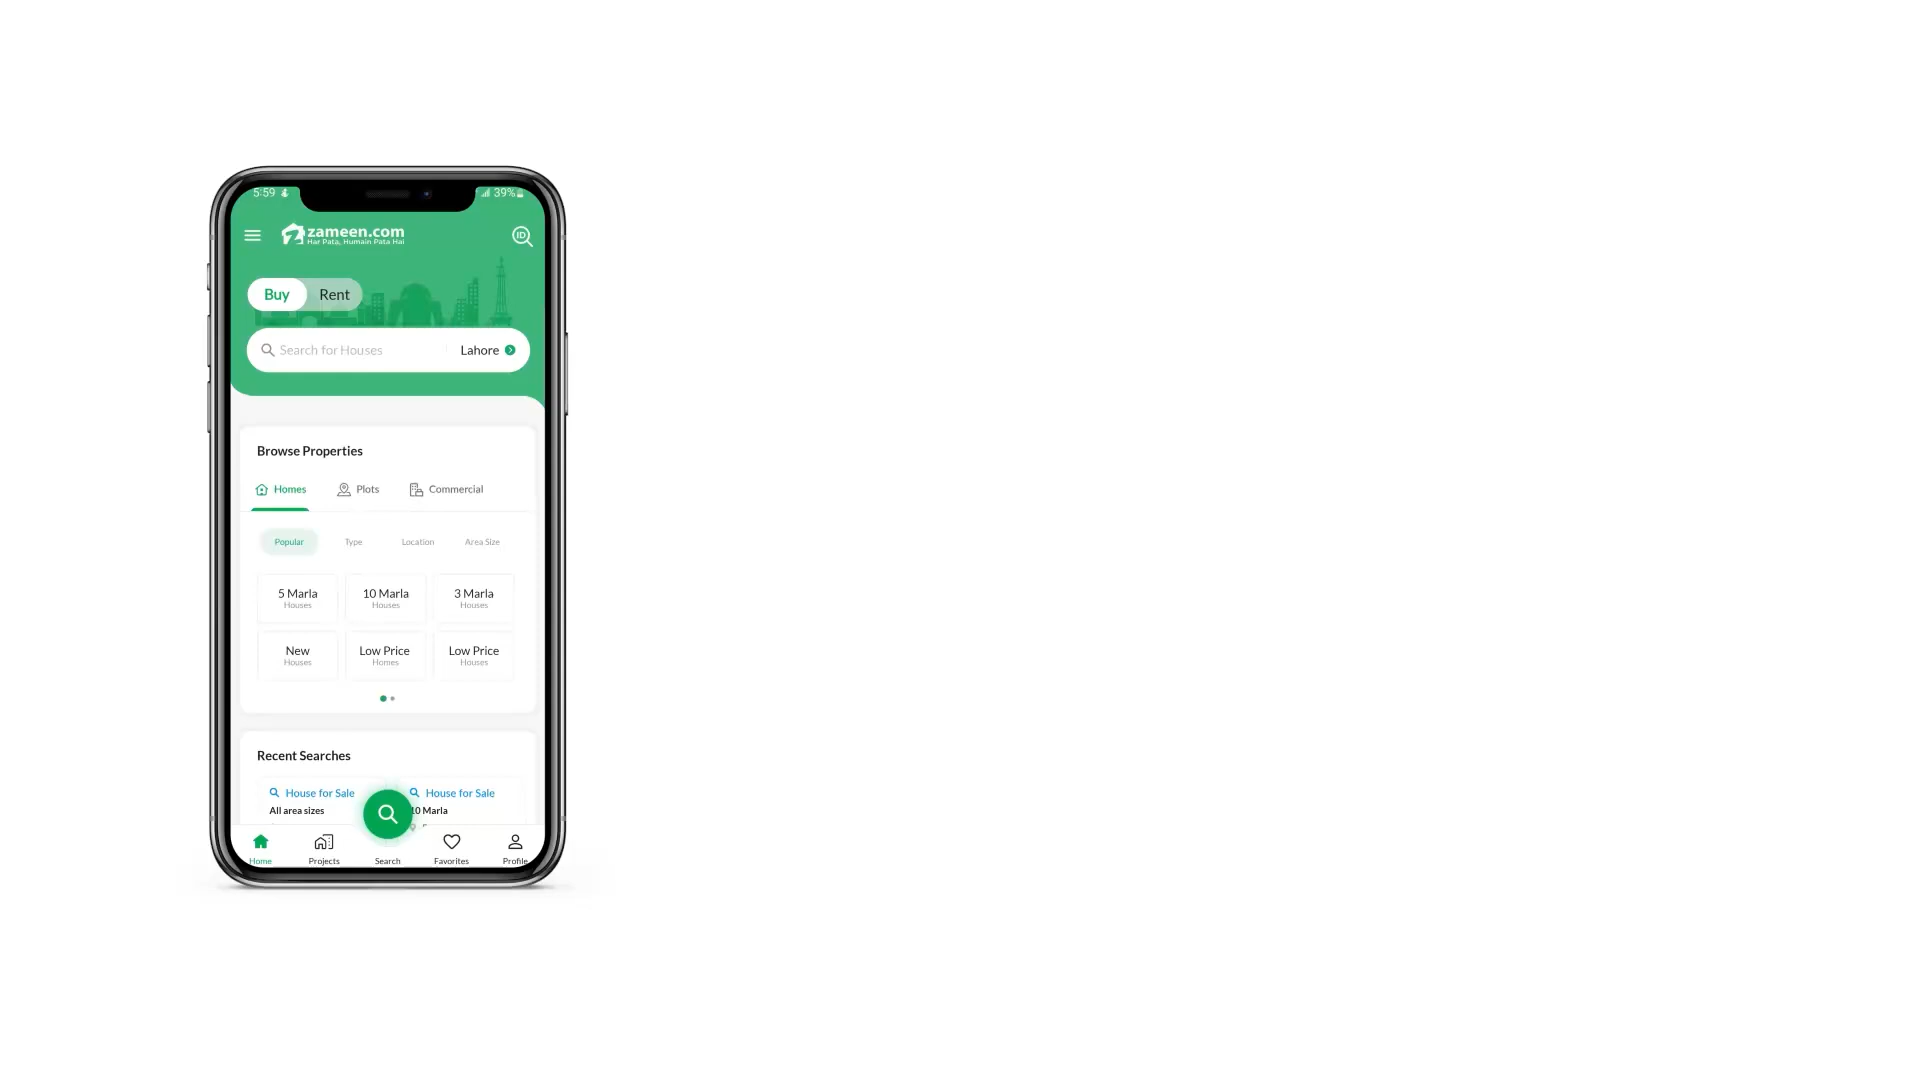 5:59
39%
zameen.com
Har Pata, Humain Pata Hai
ID
Buy Rent
Search for Houses Lahore
Browse Properties
Homes Plots Commercial
Popular Type Location Area Size
5 Marla 10 Marla 3 Marla
Houses Houses Houses
New Low Price Low Price
Houses Homes Houses
Recent Searches
House for Sale House for Sale
All area sizes 10 Marla
Home Projects Search Favorites Profile